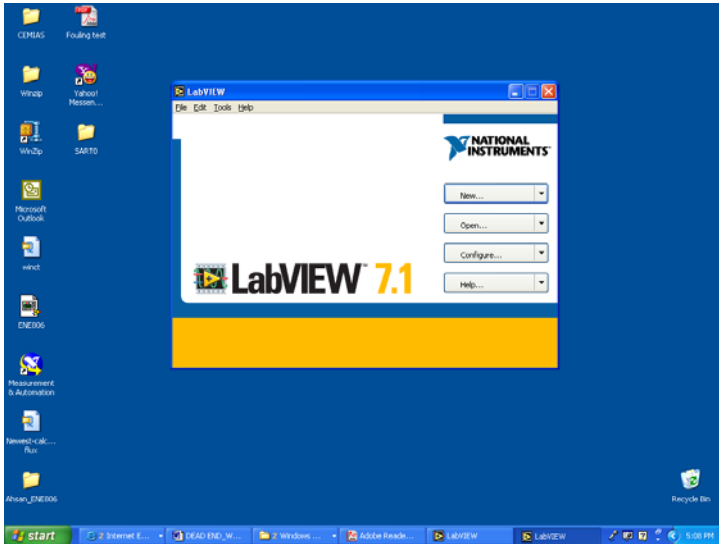 CEMIAS
Fouling test
Winzip
Yahoo!
Messen...
WinZip
SARTO
Microsoft
Outlook
winct
ENE806
Measurement
& Automation
Newest-calc...
flux
Ahsan_ENE806
LabVIEW
File Edit Tools Help
NATIONAL
INSTRUMENTS™
New...
Open...
Configure...
Help...
LabVIEW™ 7.1
Recycle Bin
start
2 Internet E...
DEAD END_W...
2 Windows ...
Adobe Reade...
LabVIEW
LabVIEW
5:08 PM